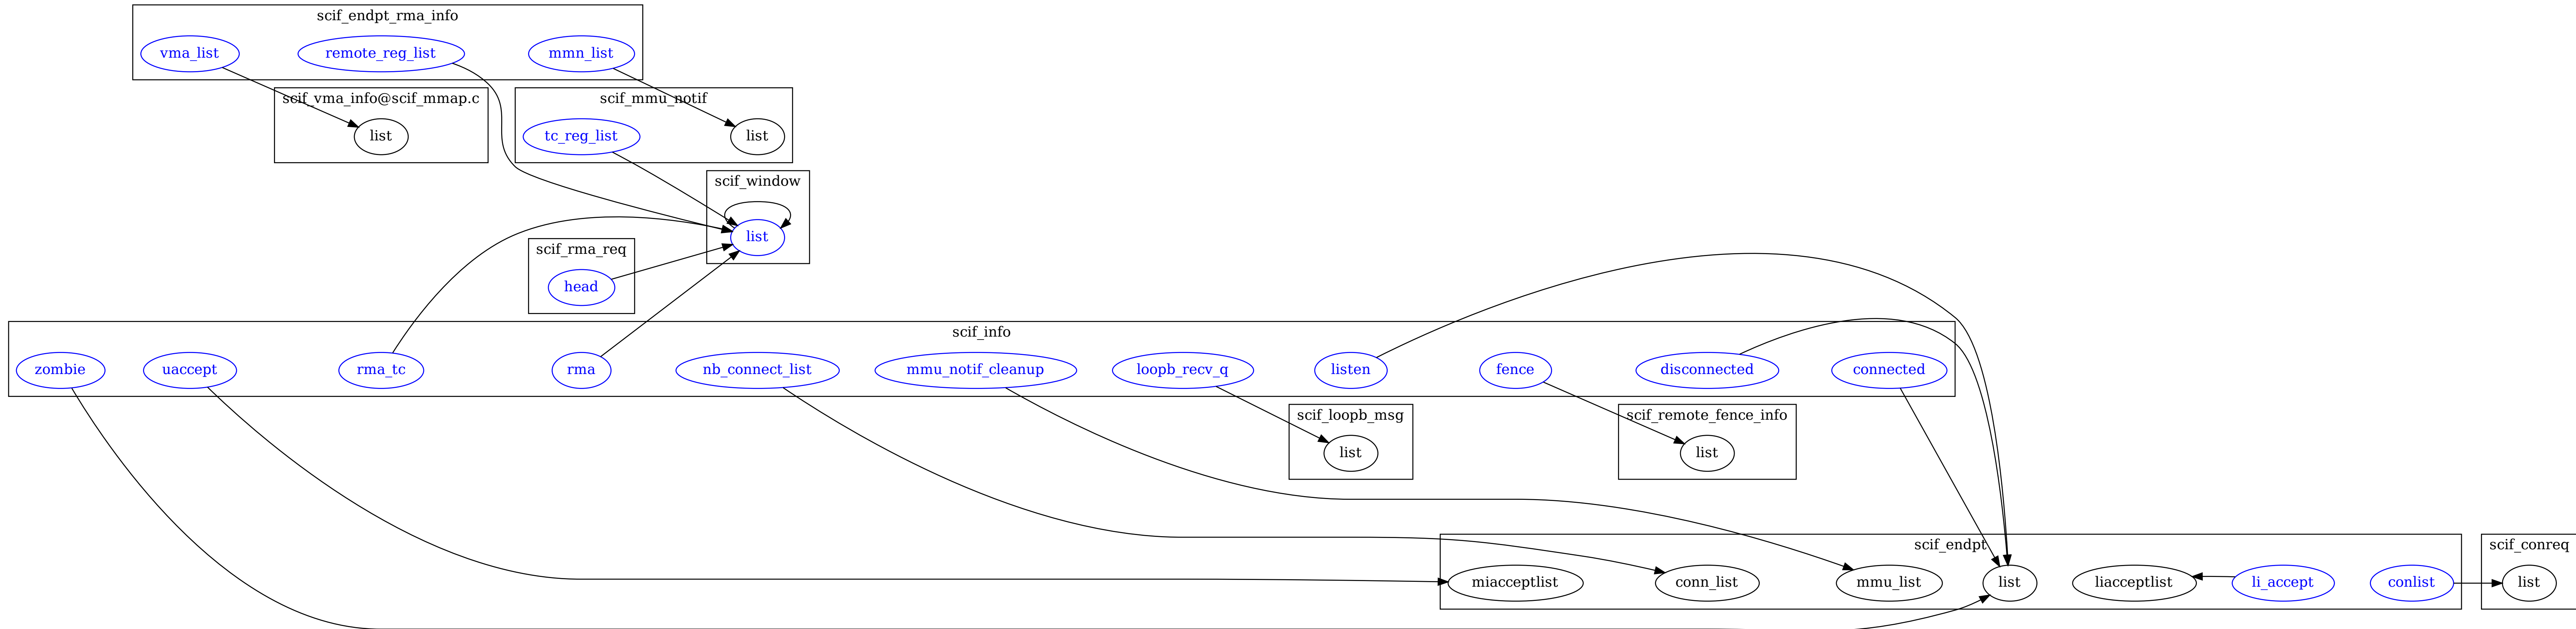 scif_endpt_rma_info
vma_list
remote_reg_list
mmn_list
scif_vma_info@scif_mmap.c
list
scif_mmu_notif
tc_reg_list
list
scif_window
list
scif_rma_req
head
scif_info
zombie
uaccept
rma_tc
rma
nb_connect_list
mmu_notif_cleanup
loopb_recv_q
listen
fence
disconnected
connected
scif_loopb_msg
list
scif_remote_fence_info
list
scif_endpt
miacceptlist
conn_list
mmu_list
list
liacceptlist
li_accept
conlist
scif_conreq
list